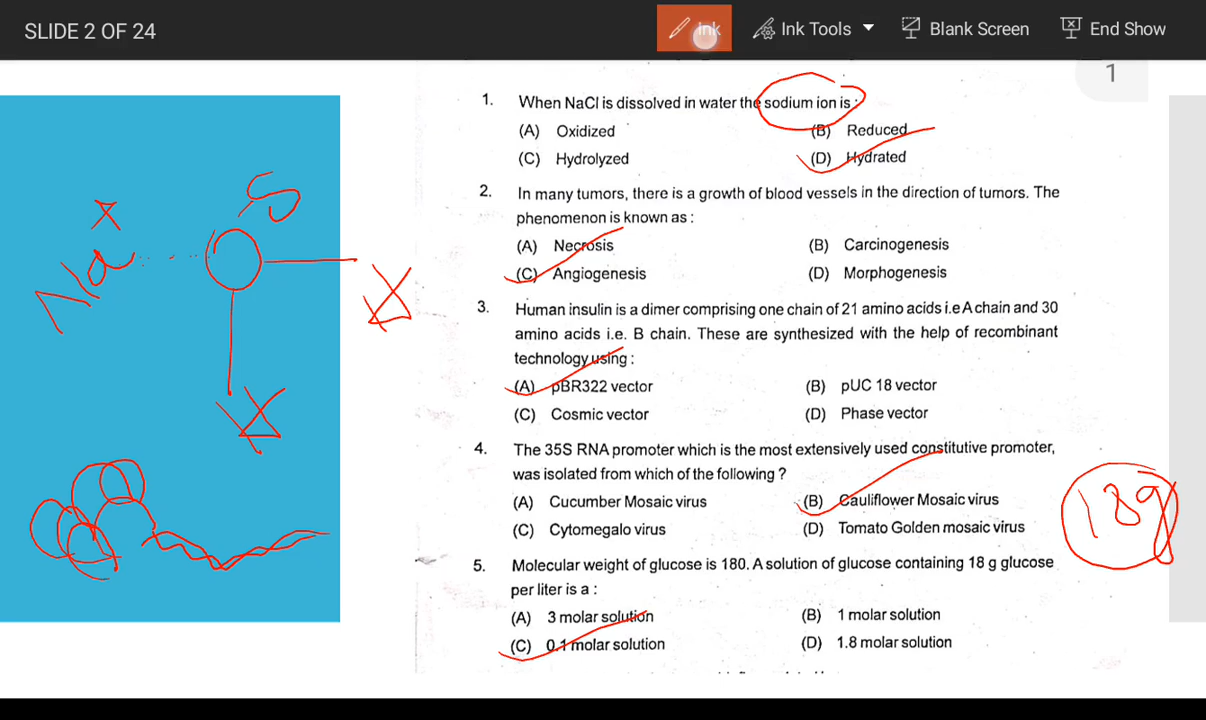 SLIDE 2 OF 24
Ink
Ink Tools
Blank Screen
End Show
1
1. When NaCl is dissolved in water the sodium ion is :
(A) Oxidized (B) Reduced
(C) Hydrolyzed (D) Hydrated
2. In many tumors, there is a growth of blood vessels in the direction of tumors. The
phenomenon is known as :
(A) Necrosis (B) Carcinogenesis
(C) Angiogenesis (D) Morphogenesis
3. Human insulin is a dimer comprising one chain of 21 amino acids i.e A chain and 30
amino acids i.e. B chain. These are synthesized with the help of recombinant
technology using :
(A) pBR322 vector (B) pUC 18 vector
(C) Cosmic vector (D) Phase vector
4. The 35S RNA promoter which is the most extensively used constitutive promoter,
was isolated from which of the following ?
(A) Cucumber Mosaic virus (B) Cauliflower Mosaic virus
(C) Cytomegalo virus (D) Tomato Golden mosaic virus
18g
5. Molecular weight of glucose is 180. A solution of glucose containing 18 g glucose
per liter is a :
(A) 3 molar solution (B) 1 molar solution
(C) 0.1 molar solution (D) 1.8 molar solution
Na